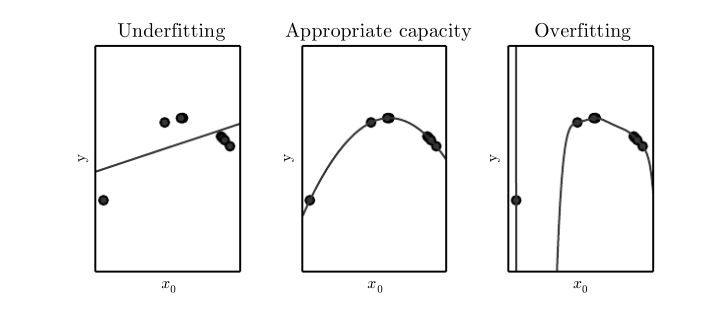 Underfitting
Appropriate capacity
Overfitting
y
y
y
x₀
x₀
x₀